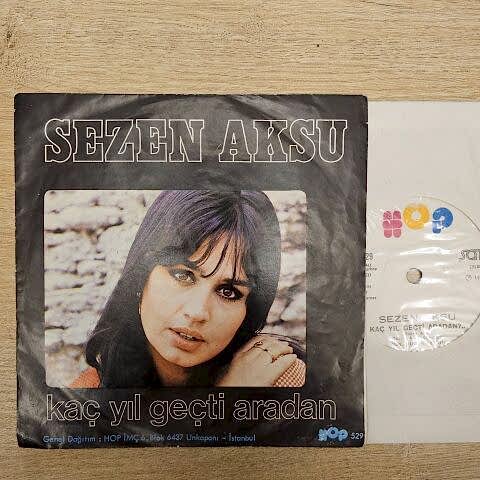 SEZEN AKSU
kaç yıl geçti aradan
Genel Dağıtım : HOP İMÇ 6. Blok 6437 Unkapanı - İstanbul
HOP 529
HOP
29
SEZEN AKSU
KAÇ YIL GEÇTİ ARADAN?